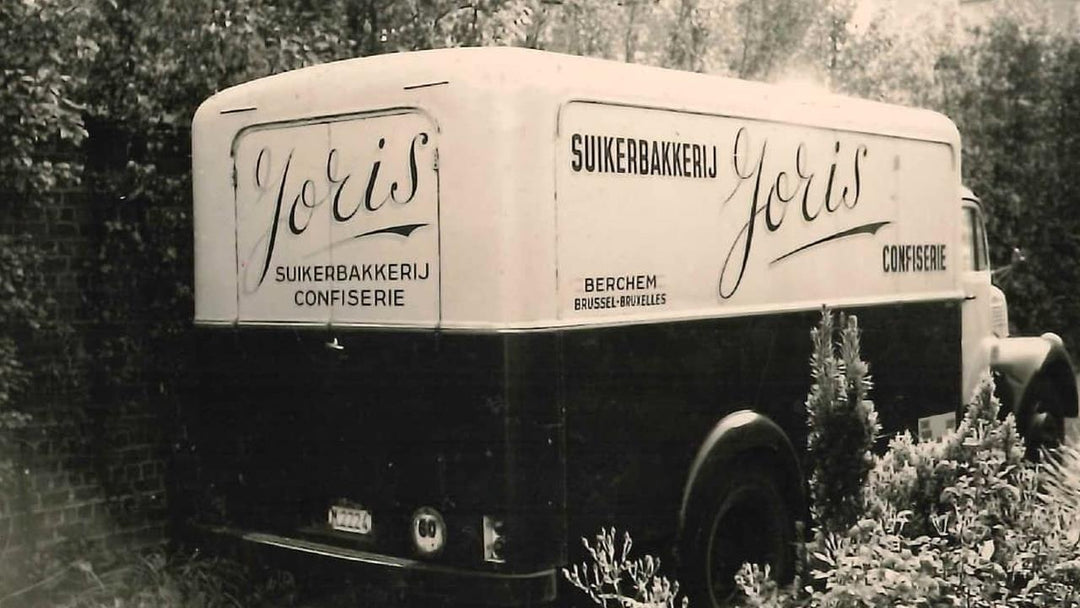 Joris
SUIKERBAKKERIJ
CONFISERIE
SUIKERBAKKERIJ Joris
CONFISERIE
BERCHEM
BRUSSEL-BRUXELLES
60